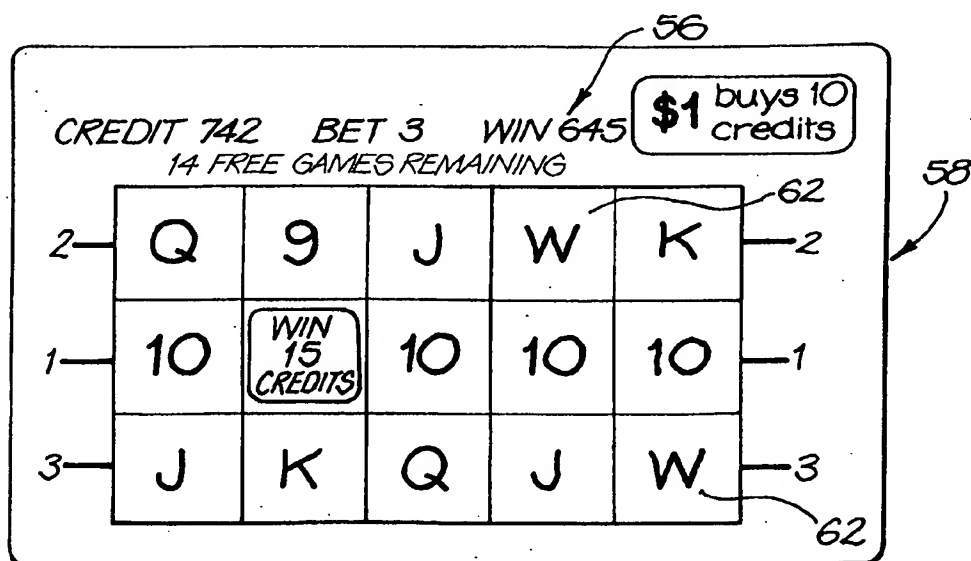 56
$1 buys 10
credits
CREDIT 742 BET 3 WIN 645
14 FREE GAMES REMAINING
58
62
2 Q 9 J W K 2
WIN
15
CREDITS
1 10 10 10 10 1
3 J K Q J W 3
62